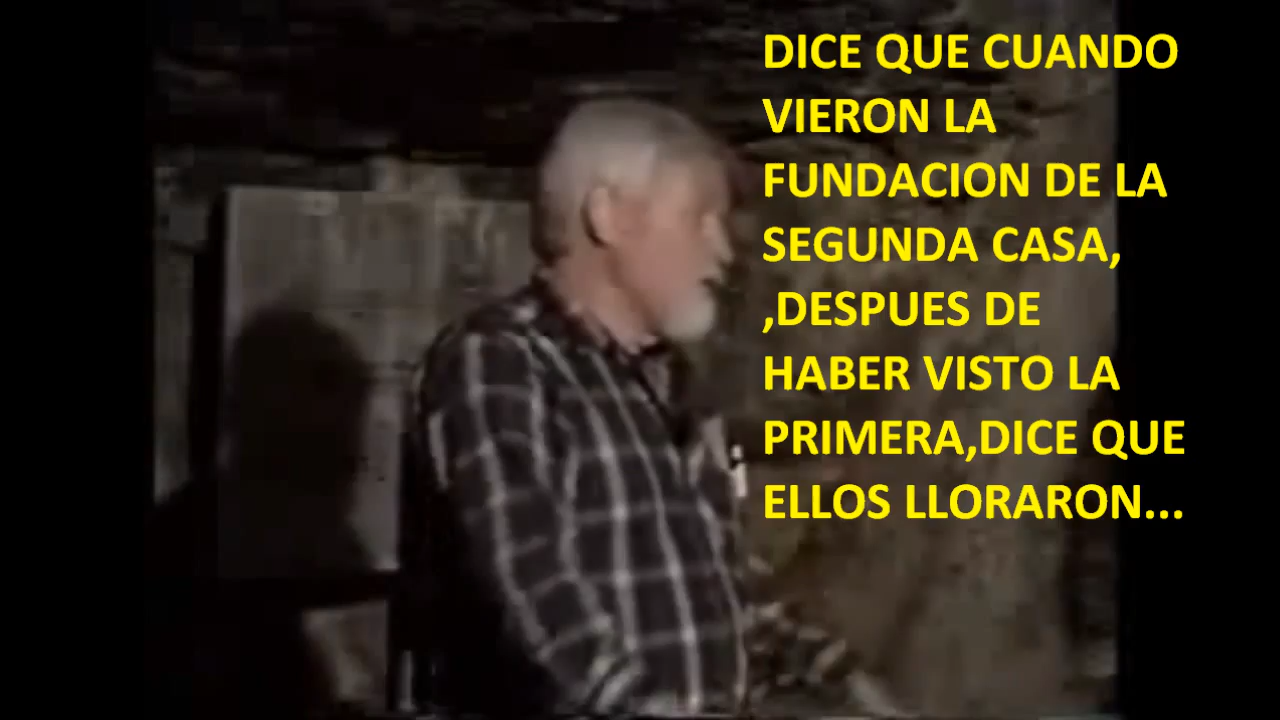 DICE QUE CUANDO
VIERON LA
FUNDACION DE LA
SEGUNDA CASA,
,DESPUES DE
HABER VISTO LA
PRIMERA,DICE QUE
ELLOS LLORARON...